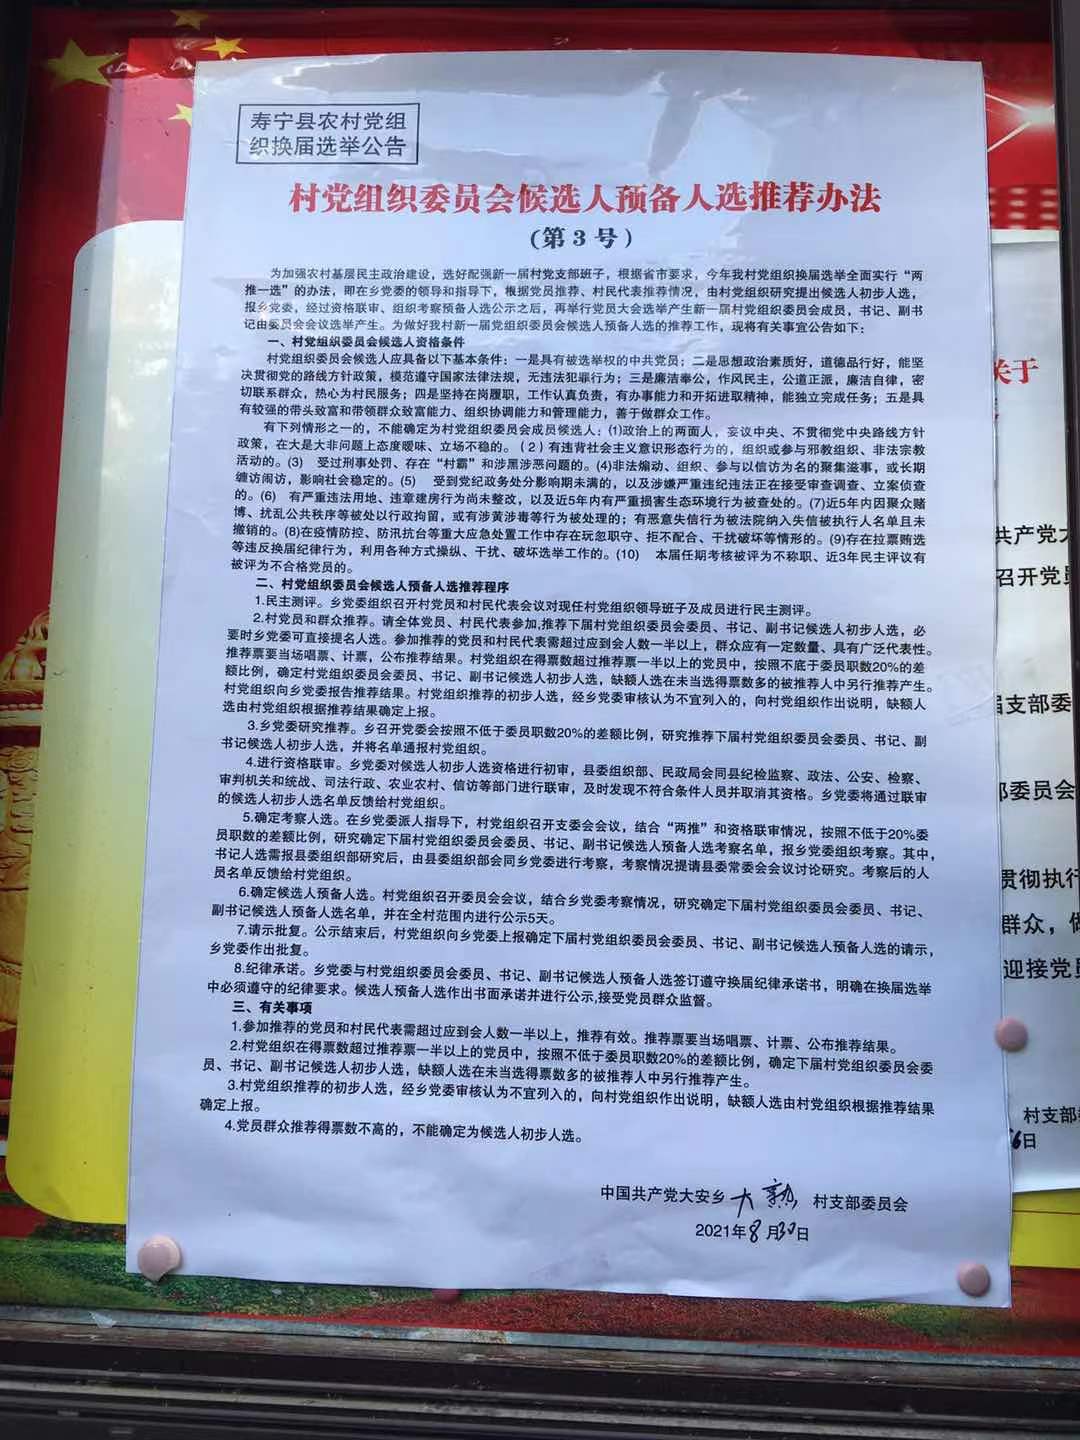 寿宁县农村党组
织换届选举公告
村党组织委员会候选人预备人选推荐办法
(第3号)
为加强农村基层民主政治建设，选好配强新一届村党支部班子，根据省市要求，今年我村党组织换届选举全面实行“两
推一选”的办法，即在乡党委的领导和指导下，根据党员推荐、村民代表推荐情况，由村党组织研究提出候选人初步人选，
报乡党委，经过资格联审、组织考察预备人选公示之后，再举行党员大会选举产生新一届村党组织委员会成员，书记、副书
记由委员会会议选举产生。为做好我村新一届党组织委员会候选人预备人选的推荐工作，现将有关事宜公告如下：
一、村党组织委员会候选人资格条件
村党组织委员会候选人应具备以下基本条件：一是具有被选举权的中共党员；二是思想政治素质好，道德品行好，能坚
决贯彻党的路线方针政策，模范遵守国家法律法规，无违法犯罪行为；三是廉洁奉公，作风民主，公道正派，廉洁自律，密
切联系群众，热心为村民服务；四是坚持在岗履职，工作认真负责，有办事能力和开拓进取精神，能独立完成任务；五是具
有较强的带头致富和带领群众致富能力、组织协调能力和管理能力，善于做群众工作。
有下列情形之一的，不能确定为村党组织委员会成员候选人：(1)政治上的两面人，妄议中央、不贯彻党中央路线方针
政策，在大是大非问题上态度暧昧、立场不稳的。(2)有违背社会主义意识形态行为的，组织或参与邪教组织、非法宗教
活动的。(3) 受过刑事处罚、存在“村霸”和涉黑涉恶问题的。(4)非法煽动、组织、参与以信访为名的聚集滋事，或长期
缠访闹访，影响社会稳定的。(5) 受到党纪政务处分影响期未满的，以及涉嫌严重违纪违法正在接受审查调查、立案侦查
的。(6) 有严重违法用地、违章建房行为尚未整改，以及近5年内有严重损害生态环境行为被查处的。(7)近5年内因聚众赌
博、扰乱公共秩序等被处以行政拘留，或有涉黄涉毒等行为被处理的；有恶意失信行为被法院纳入失信被执行人名单且未
撤销的。(8)在疫情防控、防汛抗台等重大应急处置工作中存在玩忽职守、拒不配合、干扰破坏等情形的。(9)存在拉票贿选
等违反换届纪律行为，利用各种方式操纵、干扰、破坏选举工作的。(10) 本届任期考核被评为不称职、近3年民主评议有
被评为不合格党员的。
二、村党组织委员会候选人预备人选推荐程序
1.民主测评。乡党委组织召开村党员和村民代表会议对现任村党组织领导班子及成员进行民主测评。
2.村党员和群众推荐。请全体党员、村民代表参加,推荐下届村党组织委员会委员、书记、副书记候选人初步人选，必
要时乡党委可直接提名人选。参加推荐的党员和村民代表需超过应到会人数一半以上，群众应有一定数量、具有广泛代表性。
推荐票要当场唱票、计票，公布推荐结果。村党组织在得票数超过推荐票一半以上的党员中，按照不底于委员职数20%的差
额比例，确定村党组织委员会委员、书记、副书记候选人初步人选，缺额人选在未当选得票数多的被推荐人中另行推荐产生。
村党组织向乡党委报告推荐结果。村党组织推荐的初步人选，经乡党委审核认为不宜列入的，向村党组织作出说明，缺额人
选由村党组织根据推荐结果确定上报。
3.乡党委研究推荐。乡召开党委会按照不低于委员职数20%的差额比例，研究推荐下届村党组织委员会委员、书记、副
书记候选人初步人选，并将名单通报村党组织。
4.进行资格联审。乡党委对候选人初步人选资格进行初审，县委组织部、民政局会同县纪检监察、政法、公安、检察、
审判机关和统战、司法行政、农业农村、信访等部门进行联审，及时发现不符合条件人员并取消其资格。乡党委将通过联审
的候选人初步人选名单反馈给村党组织。
5.确定考察人选。在乡党委派人指导下，村党组织召开支委会会议，结合“两推”和资格联审情况，按照不低于20%委
员职数的差额比例，研究确定下届村党组织委员会委员、书记、副书记候选人预备人选考察名单，报乡党委组织考察。其中，
书记人选需报县委组织部研究后，由县委组织部会同乡党委进行考察，考察情况提请县委常委会会议讨论研究。考察后的人
员名单反馈给村党组织。
6.确定候选人预备人选。村党组织召开委员会会议，结合乡党委考察情况，研究确定下届村党组织委员会委员、书记、
副书记候选人预备人选名单，并在全村范围内进行公示5天。
7.请示批复。公示结束后，村党组织向乡党委上报确定下届村党组织委员会委员、书记、副书记候选人预备人选的请示，
乡党委作出批复。
8.纪律承诺。乡党委与村党组织委员会委员、书记、副书记候选人预备人选签订遵守换届纪律承诺书，明确在换届选举
中必须遵守的纪律要求。候选人预备人选作出书面承诺并进行公示,接受党员群众监督。
三、有关事项
1.参加推荐的党员和村民代表需超过应到会人数一半以上，推荐有效。推荐票要当场唱票、计票、公布推荐结果。
2.村党组织在得票数超过推荐票一半以上的党员中，按照不低于委员职数20%的差额比例，确定下届村党组织委员会委
员、书记、副书记候选人初步人选，缺额人选在未当选得票数多的被推荐人中另行推荐产生。
3.村党组织推荐的初步人选，经乡党委审核认为不宜列入的，向村党组织作出说明，缺额人选由村党组织根据推荐结果
确定上报。
4.党员群众推荐得票数不高的，不能确定为候选人初步人选。
中国共产党大安乡大熟村支部委员会
2021年8月30日
关于
共产党大
召开党员
届支部委
部委员会
贯彻执行
群众，做
迎接党员
村支部委
6日